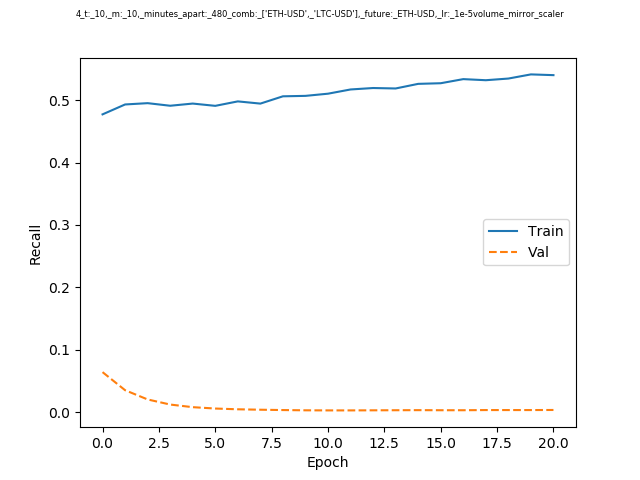 4_t:_10,_m:_10,_minutes_apart:_480_comb:_['ETH-USD',_'LTC-USD'],_future:_ETH-USD,_lr:_1e-5volume_mirror_scaler
0.5
0.4
0.3
0.2
0.1
0.0
Recall
Train
Val
0.0 2.5 5.0 7.5 10.0 12.5 15.0 17.5 20.0
Epoch